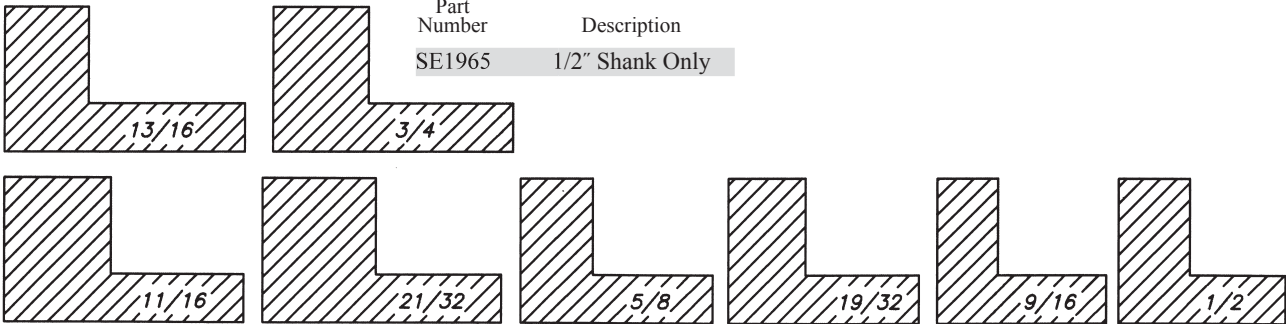 Part
Number Description
SE1965 1/2″ Shank Only
13/16 3/4
11/16 21/32 5/8 19/32 9/16 1/2